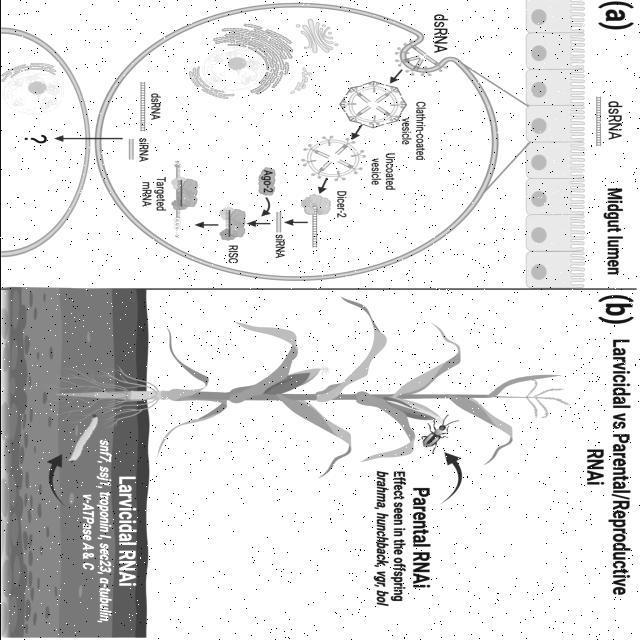 (a)
dsRNA
Midgut lumen
dsRNA
Clathrin-coated
vesicle
Uncoated
vesicle
Dicer-2
siRNA
Ago-2
RISC
Targeted
mRNA
dsRNA
siRNA
?
(b)
Larvicidal vs Parental/Reproductive
RNAi
Parental RNAi
Effect seen in the offspring
brahma, hunchback, vgr, bol
Larvicidal RNAi
snf7, ssj1, troponin I, sec23, α-tubulin,
v-ATPase A & C